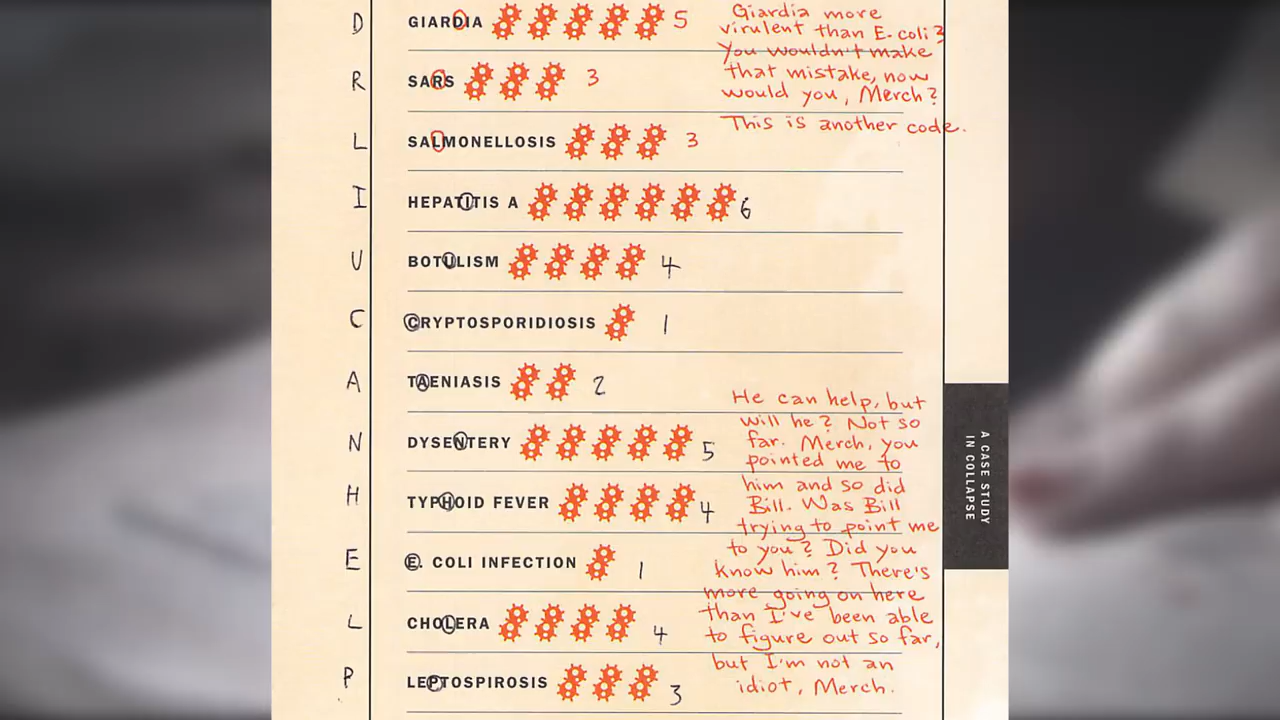 D GIARDIA 5
R SARS 3
L SALMONELLOSIS 3
I HEPATITIS A 6
U BOTULISM 4
C CRYPTOSPORIDIOSIS 1
A TAENIASIS 2
N DYSENTERY 5
H TYPHOID FEVER 4
E E. COLI INFECTION 1
L CHOLERA 4
P LEPTOSPIROSIS 3
Giardia more
virulent than E. coli?
You wouldn't make
that mistake, now
would you, Merch?
This is another code.
He can help, but
will he? Not so
far. Merch, you
pointed me to
him and so did
Bill. Was Bill
trying to point me
to you? Did you
know him? There's
more going on here
than I've been able
to figure out so far,
but I'm not an
idiot, Merch.
A CASE STUDY
IN COLLAPSE